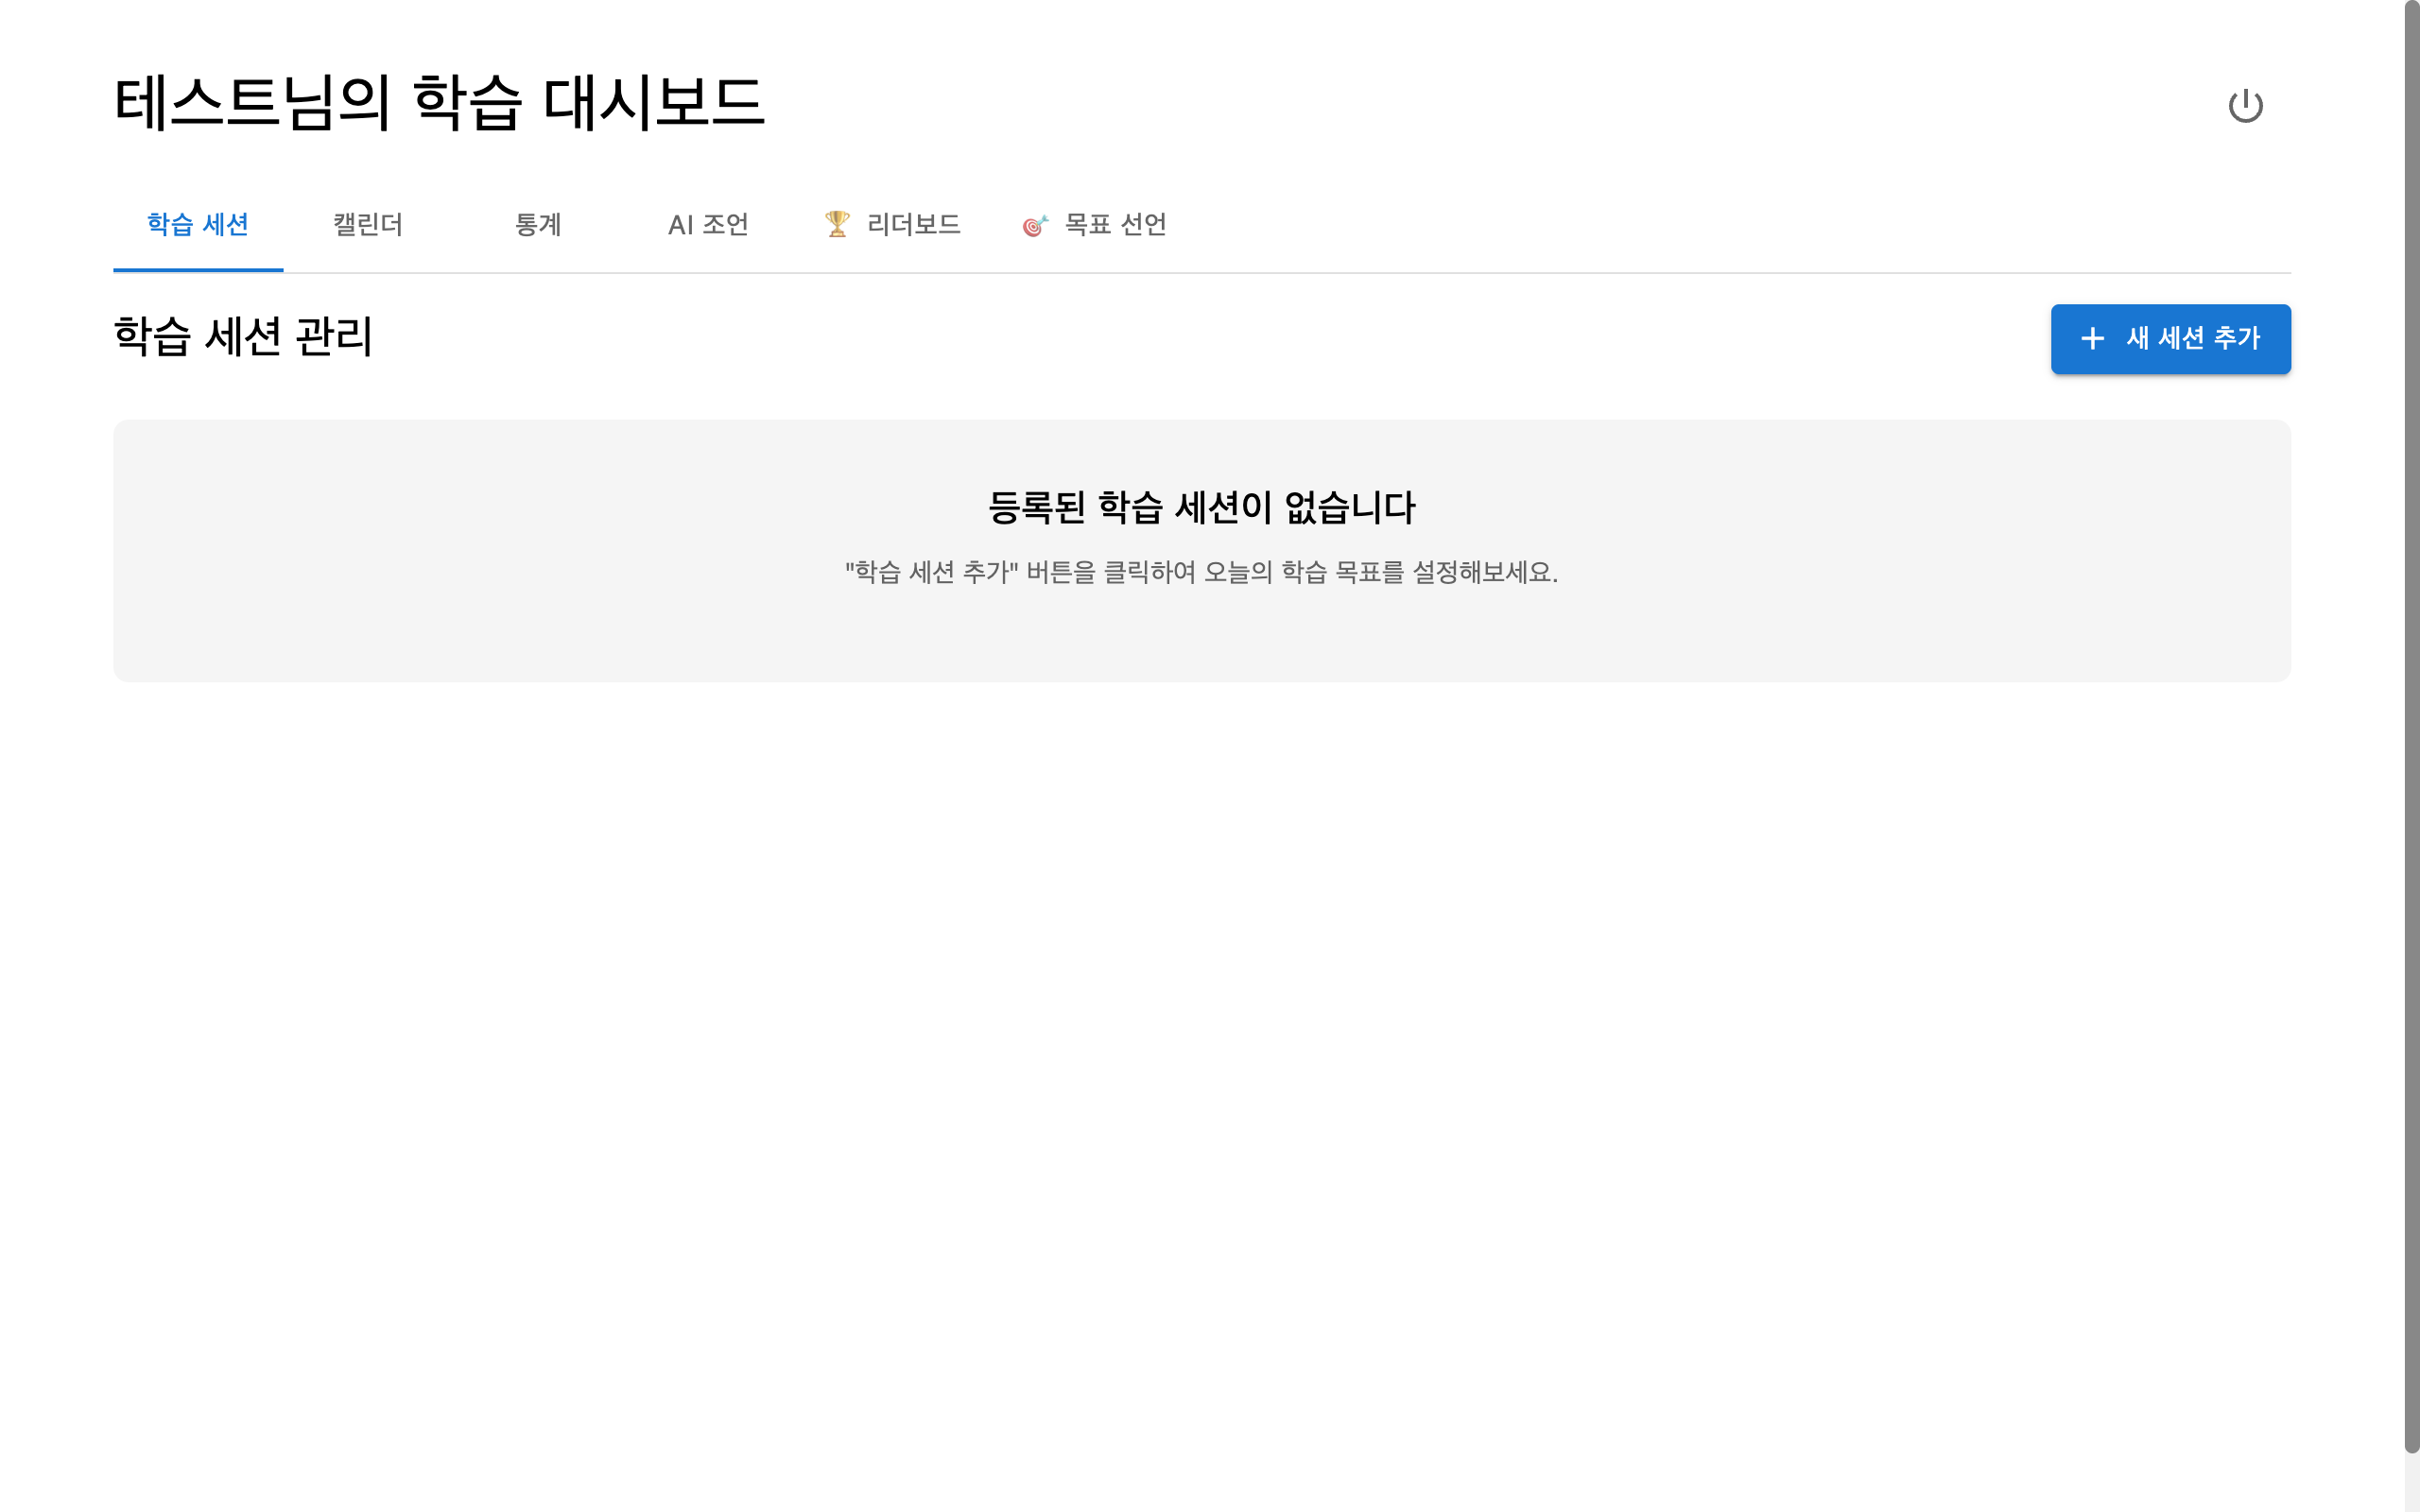 테스트님의 학습 대시보드
학습 세션 캘린더 통계 AI 조언 🏆 리더보드 🎯 목표 선언
학습 세션 관리
+ 새 세션 추가
등록된 학습 세션이 없습니다
"학습 세션 추가" 버튼을 클릭하여 오늘의 학습 목표를 설정해보세요.